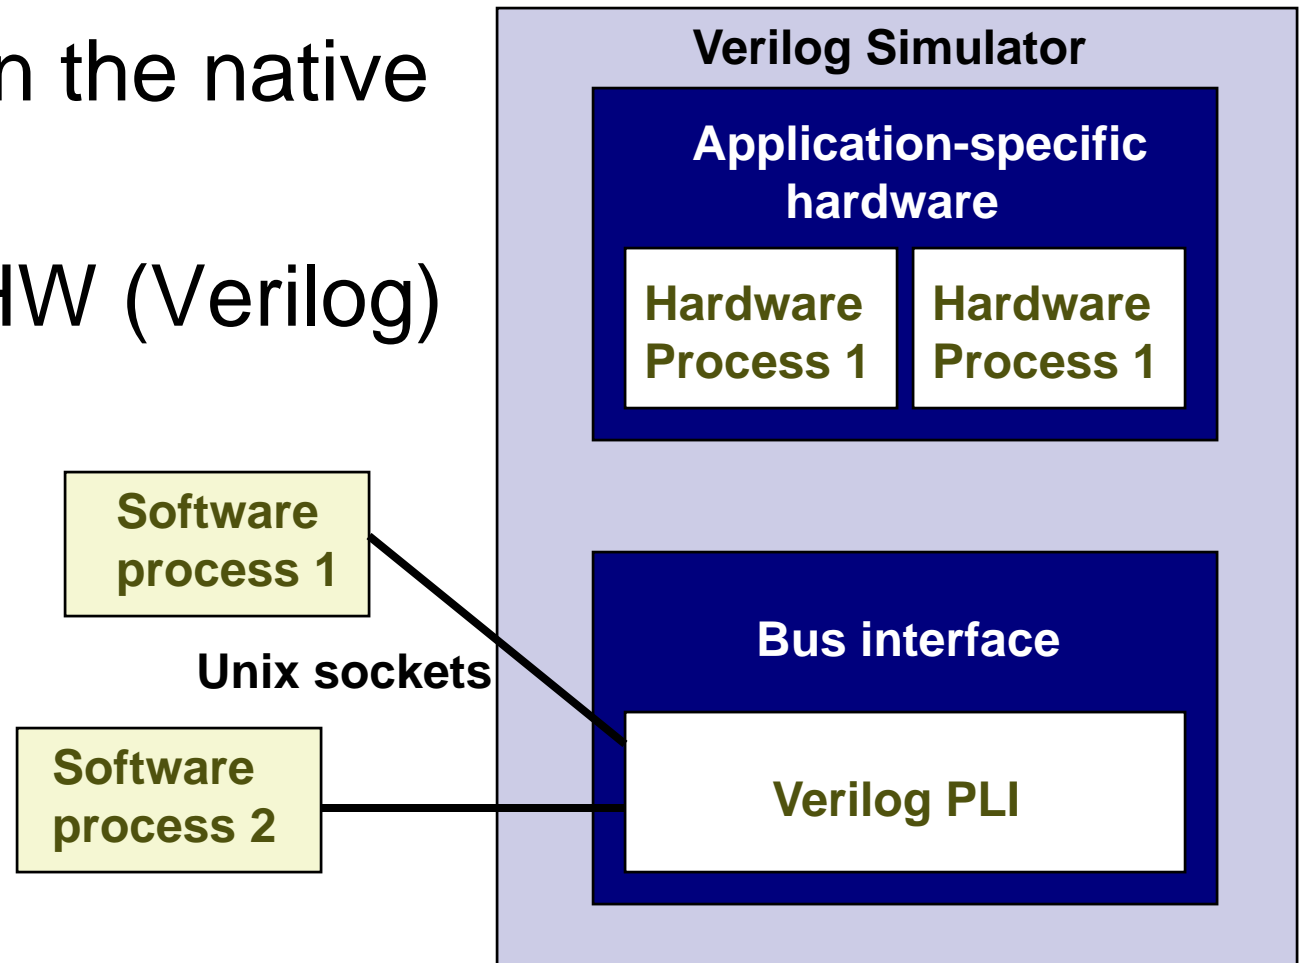 n the native
HW (Verilog)
Verilog Simulator
Application-specific
hardware
Hardware
Process 1
Hardware
Process 1
Software
process 1
Unix sockets
Software
process 2
Bus interface
Verilog PLI